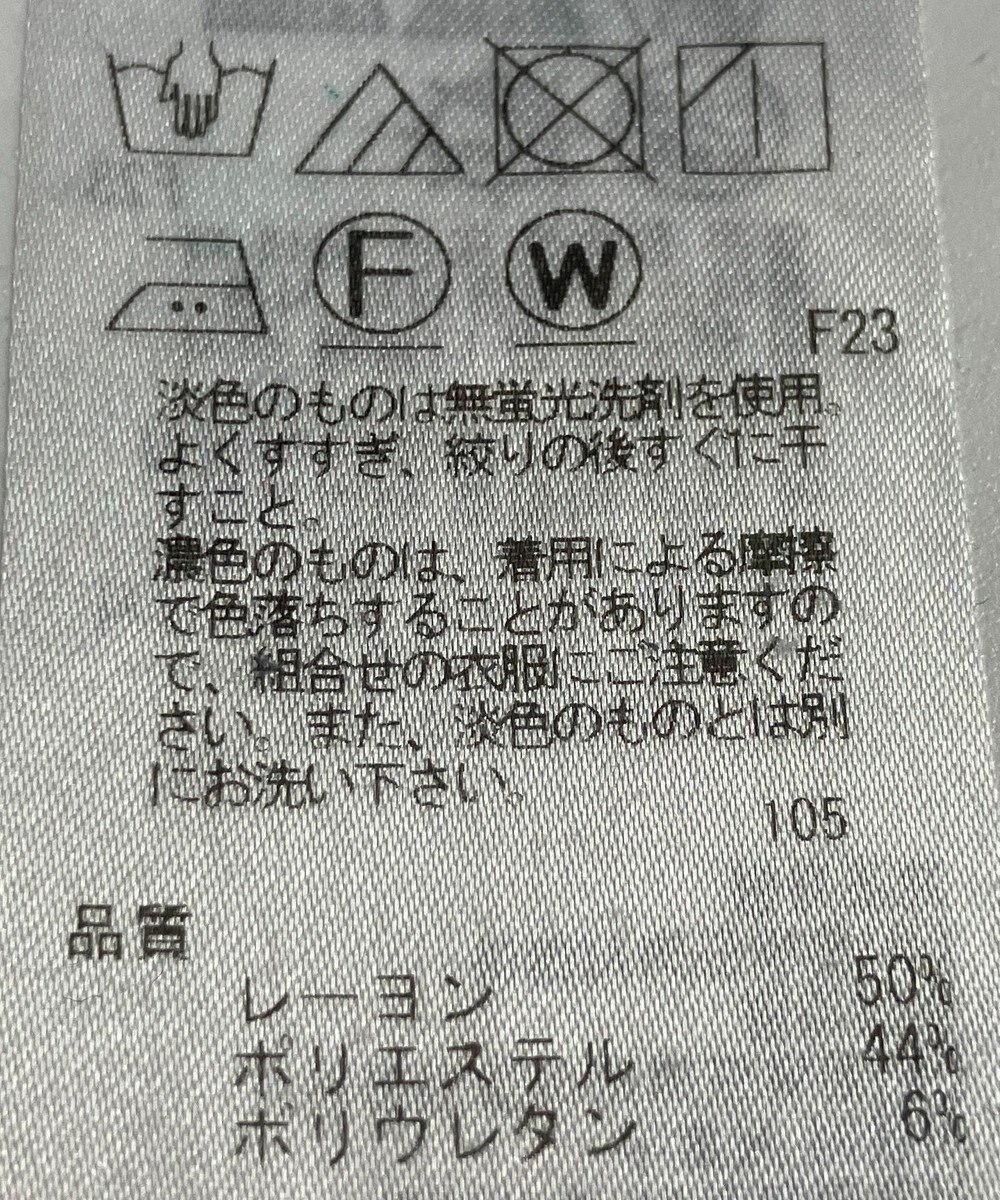 F W
F23
淡色のものは無蛍光洗剤を使用。
よくすすぎ、絞りの後すぐに干
すこと。
濃色のものは、着用による摩擦
で色落ちすることがありますの
で、組合せの衣服にご注意くだ
さい。また、淡色のものとは別
にお洗い下さい。
105
品質
レーヨン 50%
ポリエステル 44%
ポリウレタン 6%